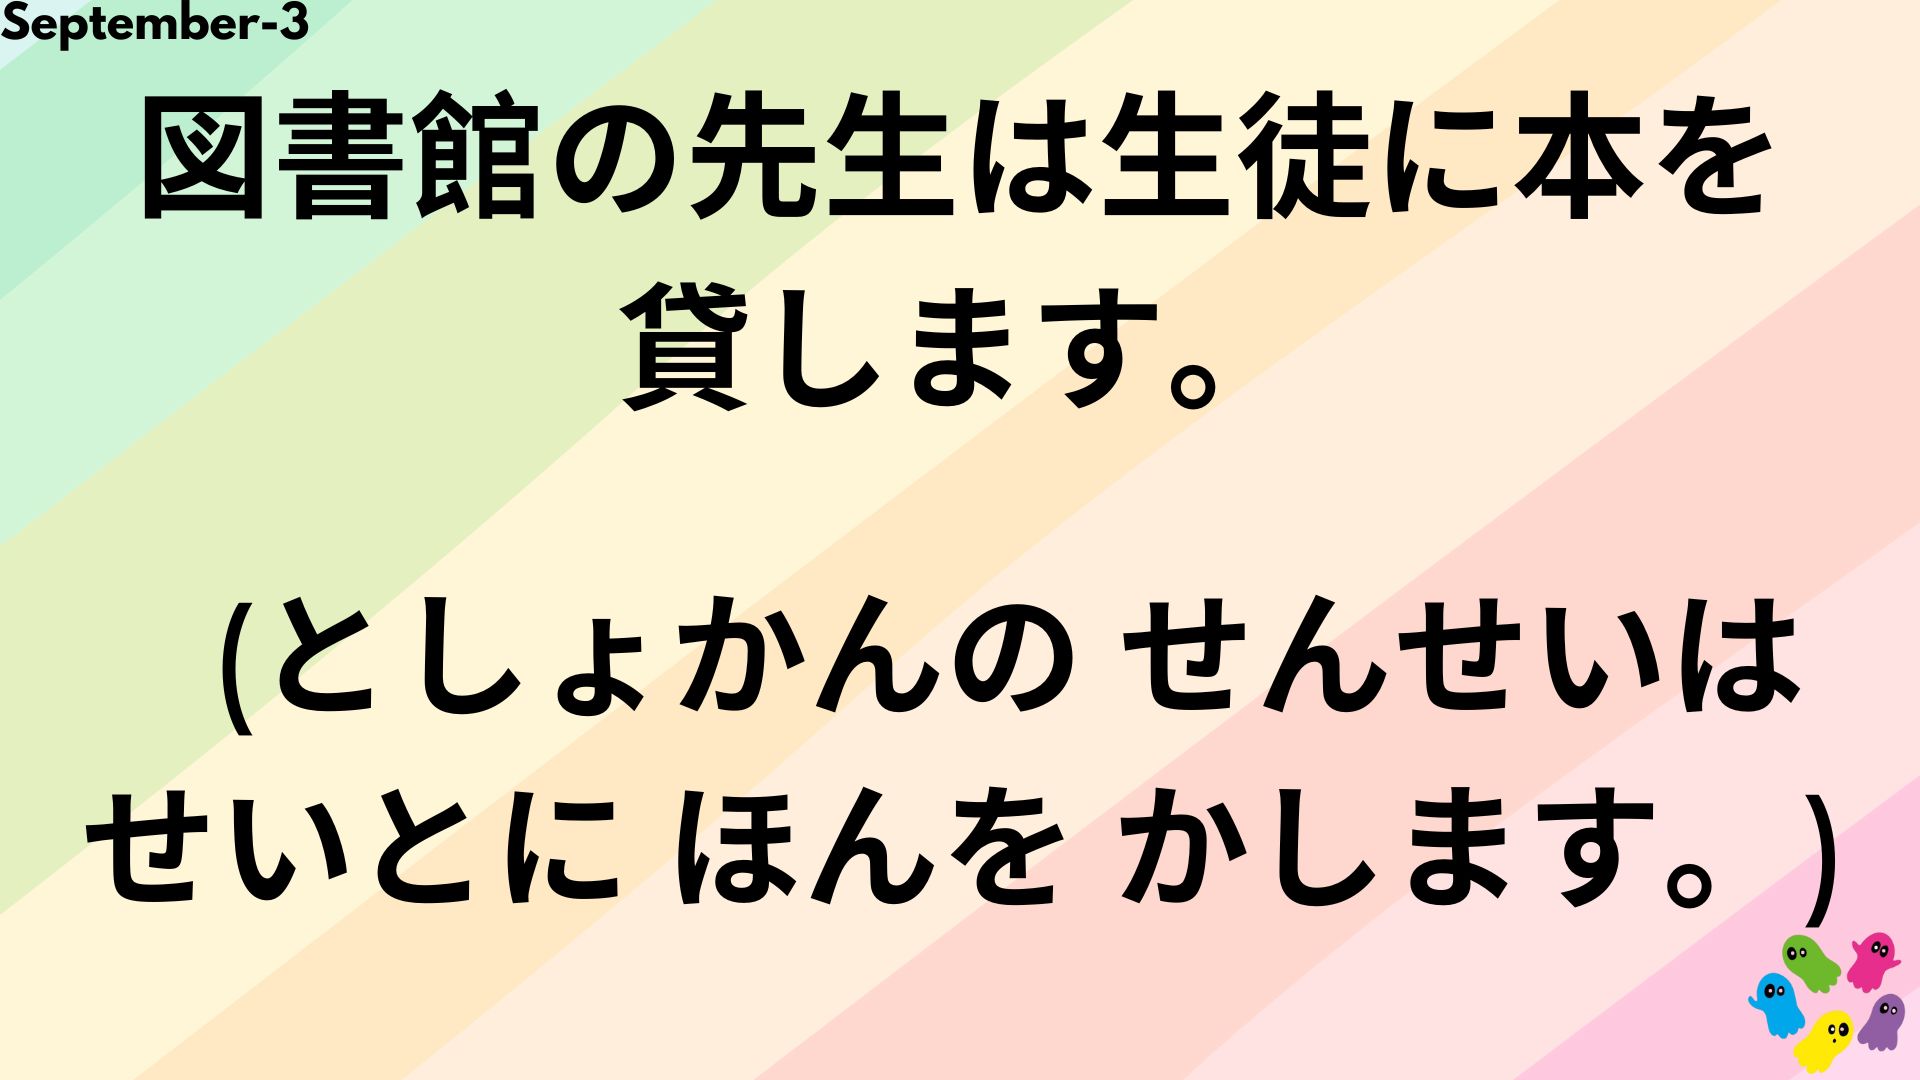 September-3
図書館の先生は生徒に本を
貸します。
(としょかんの せんせいは
せいとに ほんを かします。)